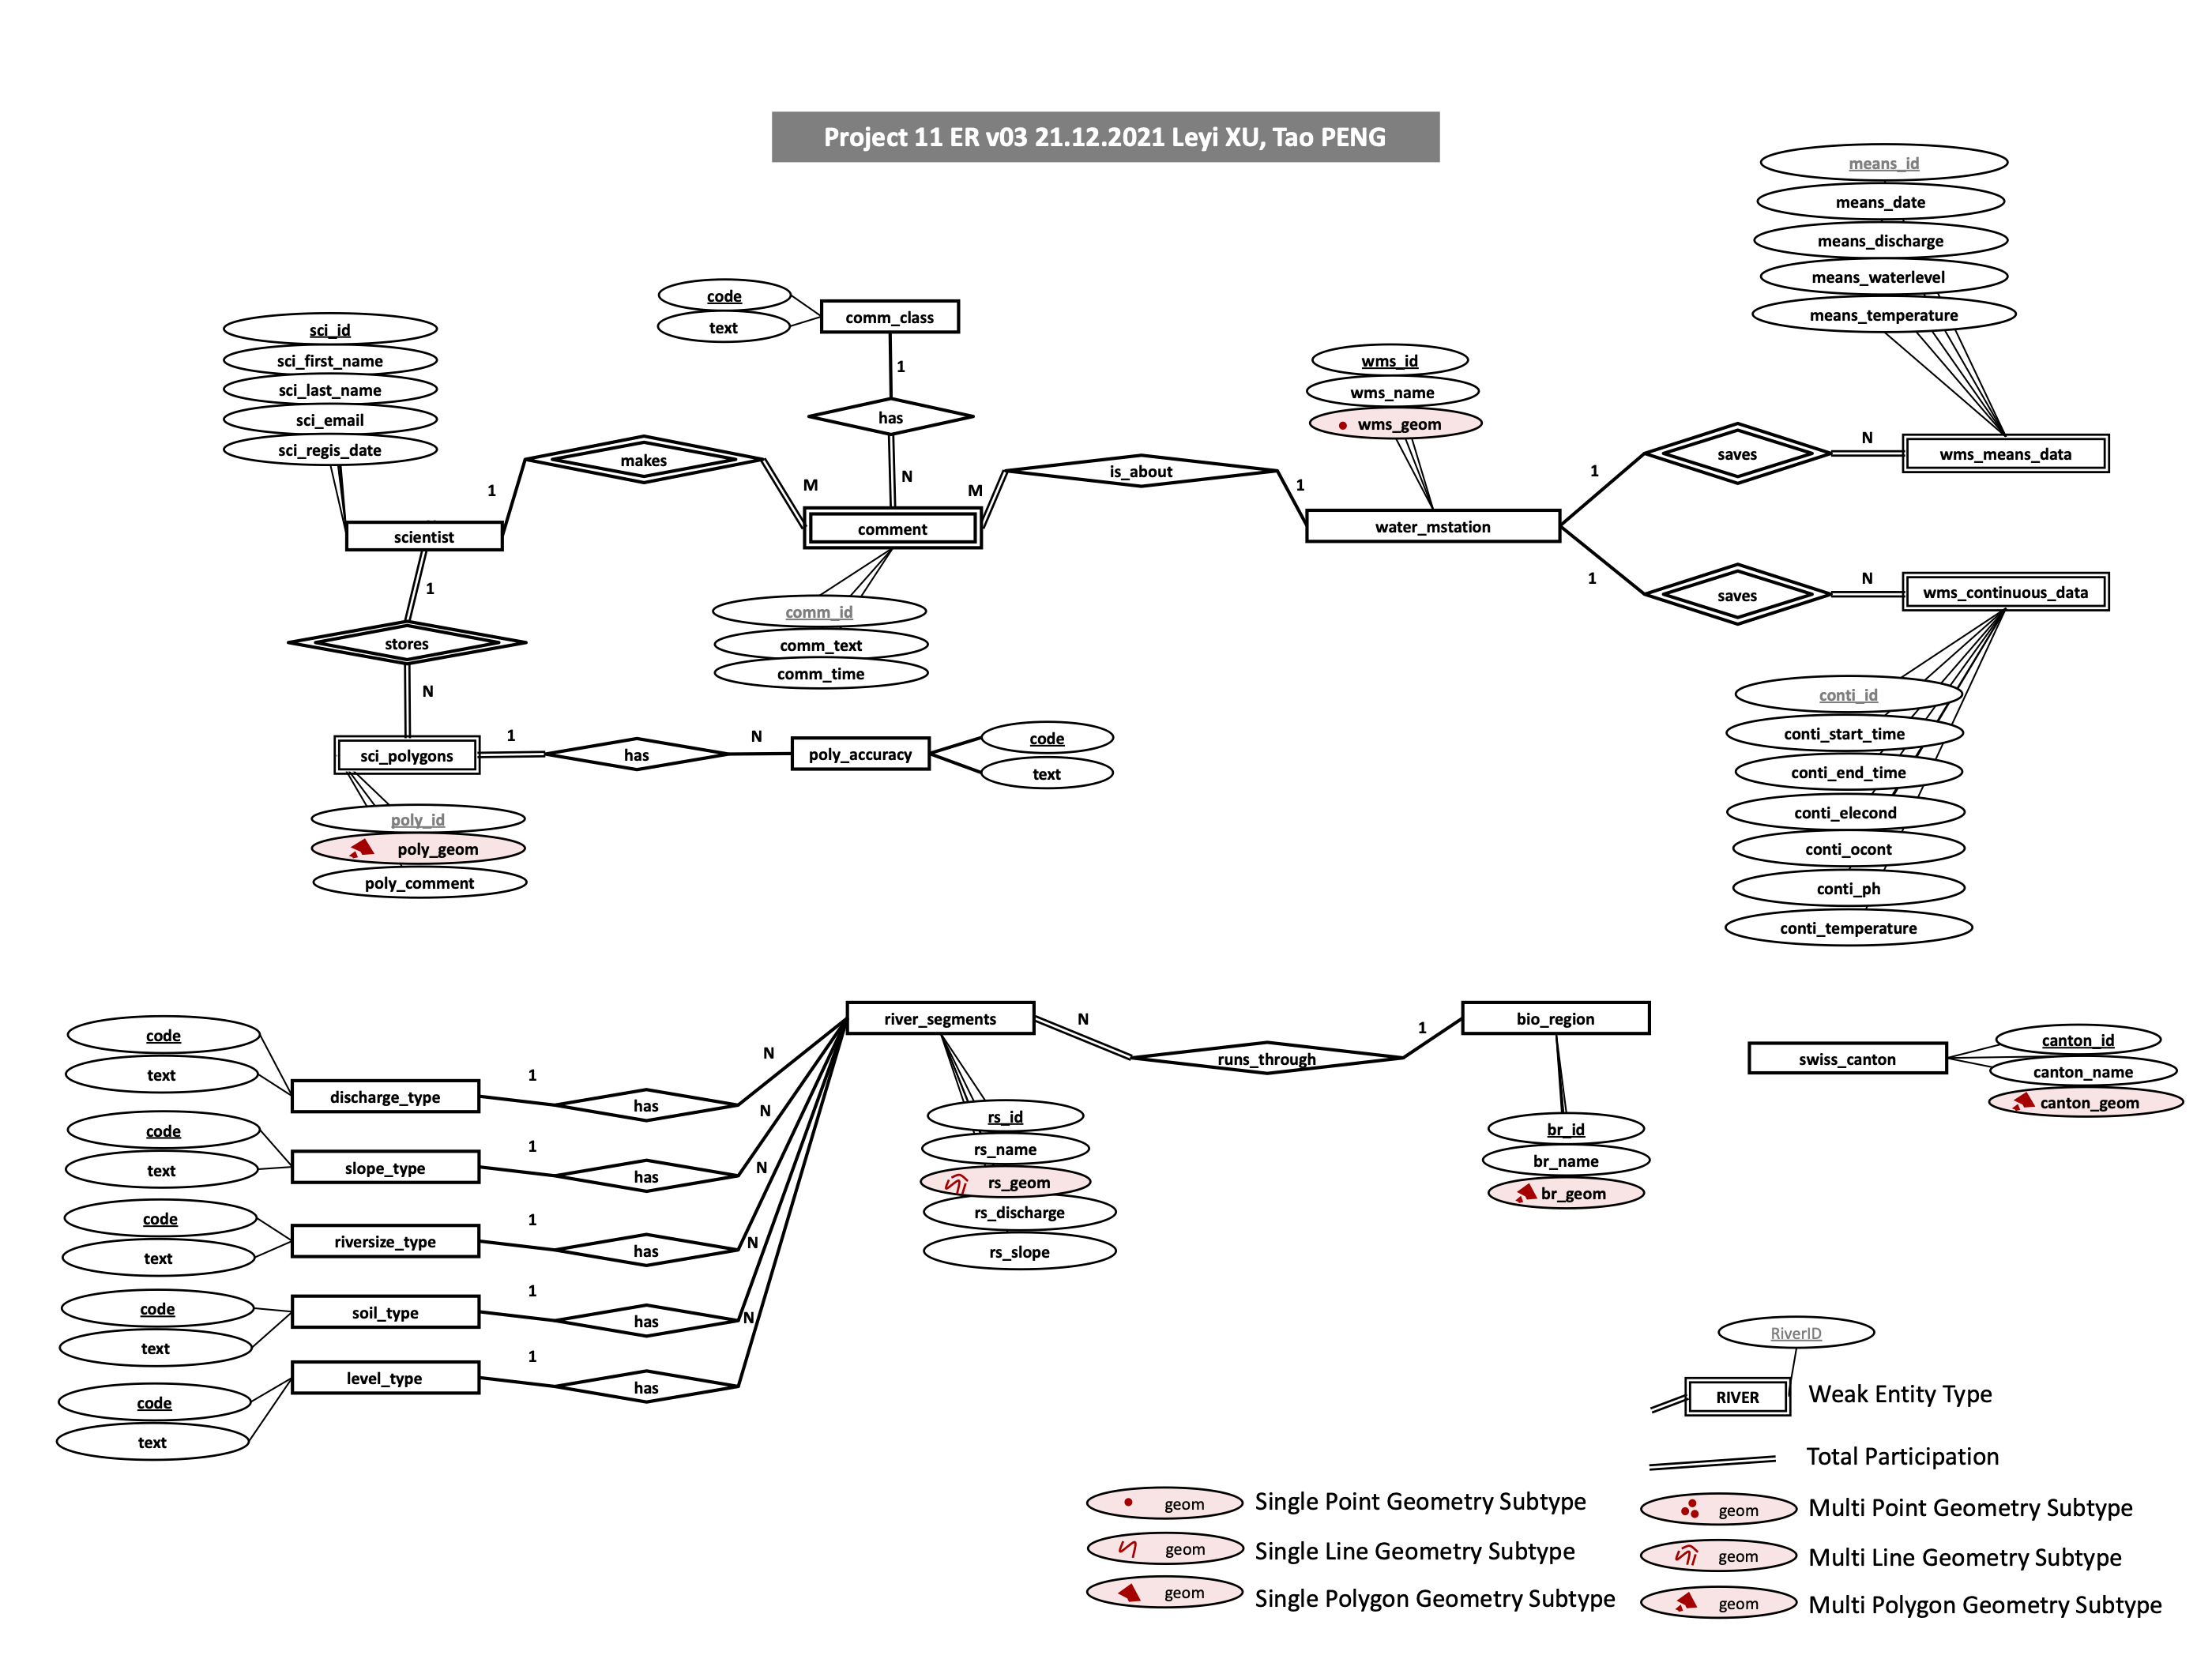 Project 11 ER v03 21.12.2021 Leyi XU, Tao PENG
means_id
means_date
means_discharge
means_waterlevel
means_temperature
code
text
comm_class
1
has
N
sci_id
sci_first_name
sci_last_name
sci_email
sci_regis_date
wms_id
wms_name
wms_geom
scientist
1
makes
M
comment
M
is_about
1
water_mstation
1
saves
N
wms_means_data
1
saves
N
wms_continuous_data
comm_id
comm_text
comm_time
1
stores
N
sci_polygons
1
has
N
poly_accuracy
code
text
poly_id
poly_geom
poly_comment
conti_id
conti_start_time
conti_end_time
conti_elecond
conti_ocont
conti_ph
conti_temperature
river_segments
N
runs_through
1
bio_region
swiss_canton
canton_id
canton_name
canton_geom
code
text
discharge_type
1
has
N
code
text
slope_type
1
has
N
code
text
riversize_type
1
has
N
code
text
soil_type
1
has
N
code
text
level_type
1
has
N
rs_id
rs_name
rs_geom
rs_discharge
rs_slope
br_id
br_name
br_geom
RiverID
RIVER
Weak Entity Type
Total Participation
geom Single Point Geometry Subtype
geom Multi Point Geometry Subtype
geom Single Line Geometry Subtype
geom Multi Line Geometry Subtype
geom Single Polygon Geometry Subtype
geom Multi Polygon Geometry Subtype